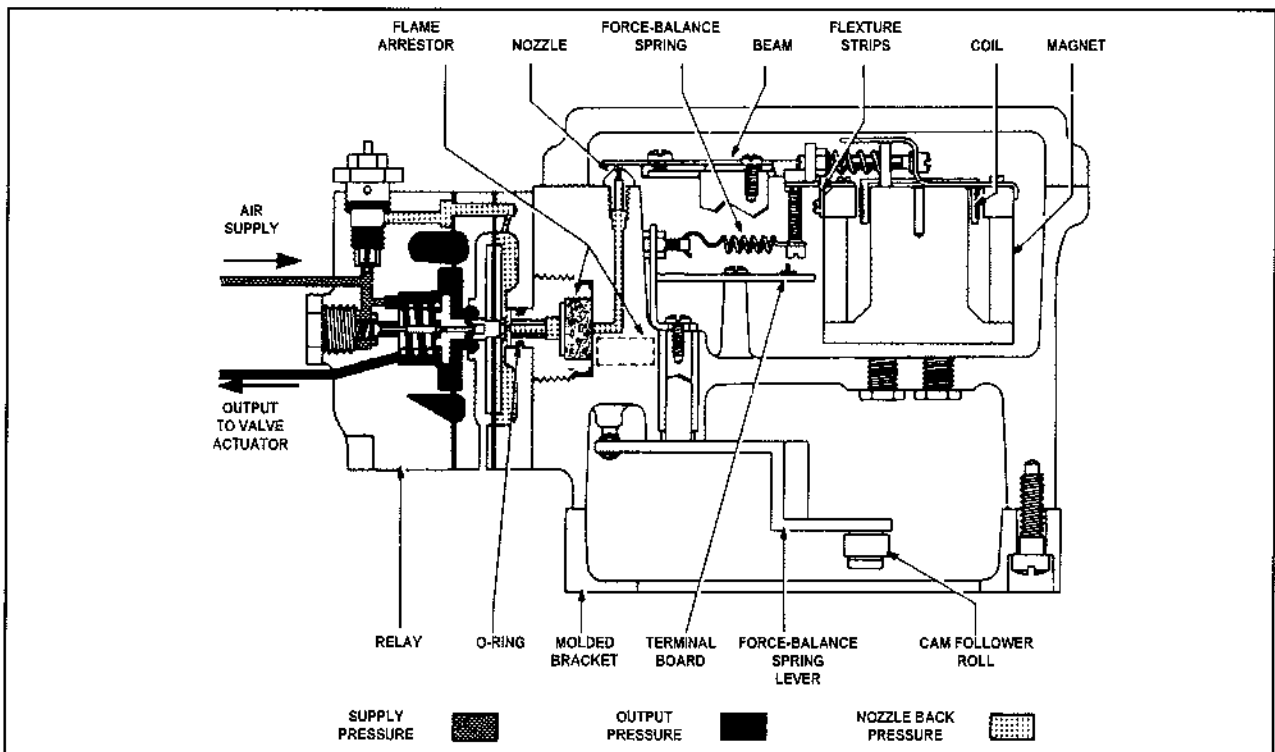 FLAME
ARRESTOR
NOZZLE
FORCE-BALANCE
SPRING
BEAM
FLEXTURE
STRIPS
COIL
MAGNET
AIR
SUPPLY
OUTPUT
TO VALVE
ACTUATOR
RELAY
O-RING
MOLDED
BRACKET
TERMINAL
BOARD
FORCE-BALANCE
SPRING
LEVER
CAM FOLLOWER
ROLL
SUPPLY
PRESSURE
OUTPUT
PRESSURE
NOZZLE BACK
PRESSURE